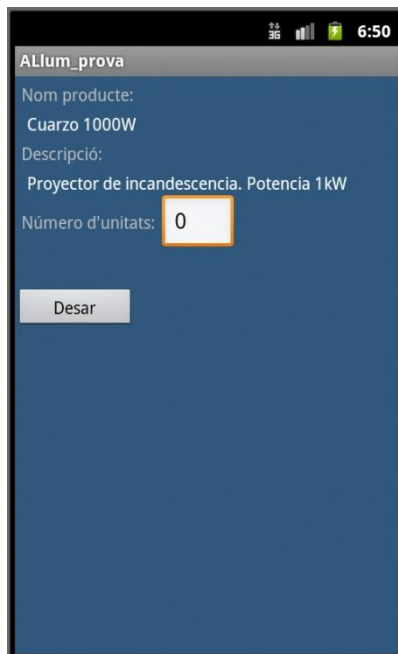 3G 6:50
ALlum_prova
Nom producte:
Cuarzo 1000W
Descripció:
Proyector de incandescencia. Potencia 1kW
Número d'unitats: 0
Desar